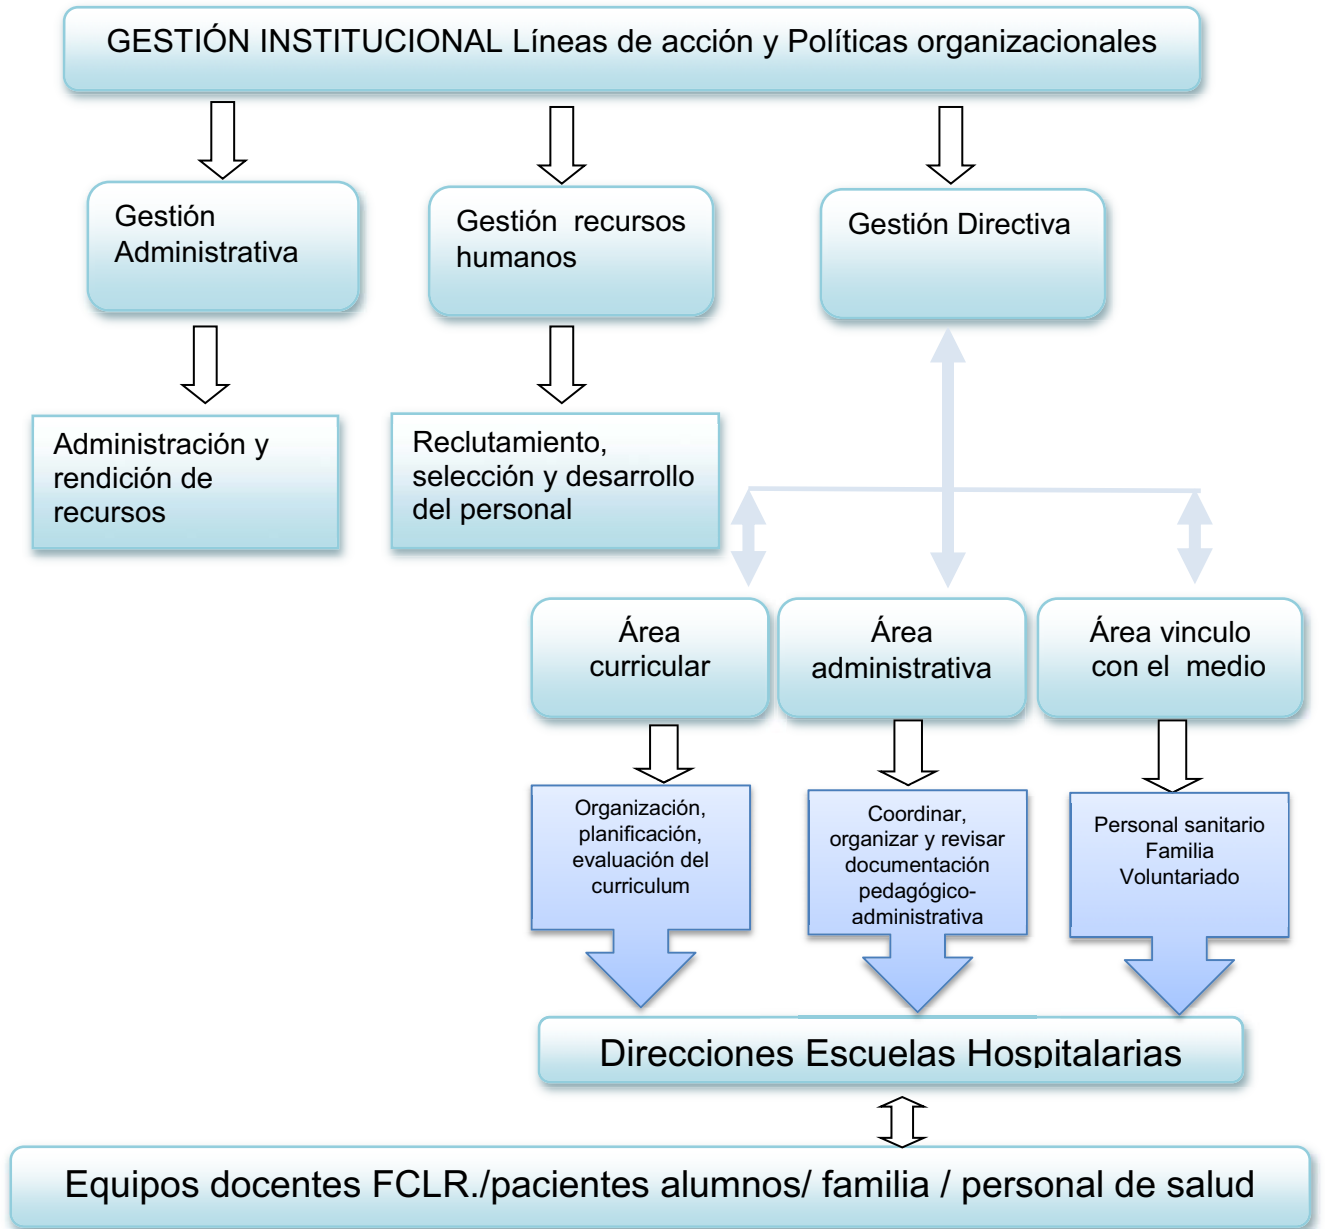 GESTIÓN INSTITUCIONAL Líneas de acción y Políticas organizacionales
Gestión
Administrativa
Gestión recursos
humanos
Gestión Directiva
Administración y
rendición de
recursos
Reclutamiento,
selección y desarrollo
del personal
Área
curricular
Área
administrativa
Área vinculo
con el medio
Organización,
planificación,
evaluación del
curriculum
Coordinar,
organizar y revisar
documentación
pedagógico-
administrativa
Personal sanitario
Familia
Voluntariado
Direcciones Escuelas Hospitalarias
Equipos docentes FCLR./pacientes alumnos/ familia / personal de salud